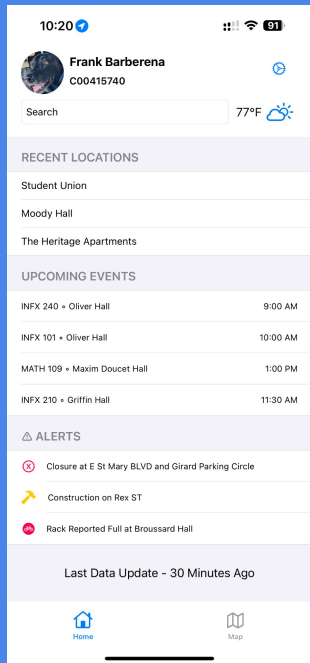 10:20
91
Frank Barberena
C00415740
Search
77°F
RECENT LOCATIONS
Student Union
Moody Hall
The Heritage Apartments
UPCOMING EVENTS
INFX 240 ∘ Oliver Hall 9:00 AM
INFX 101 ∘ Oliver Hall 10:00 AM
MATH 109 ∘ Maxim Doucet Hall 1:00 PM
INFX 210 ∘ Griffin Hall 11:30 AM
ALERTS
Closure at E St Mary BLVD and Girard Parking Circle
Construction on Rex ST
Rack Reported Full at Broussard Hall
Last Data Update - 30 Minutes Ago
Home Map